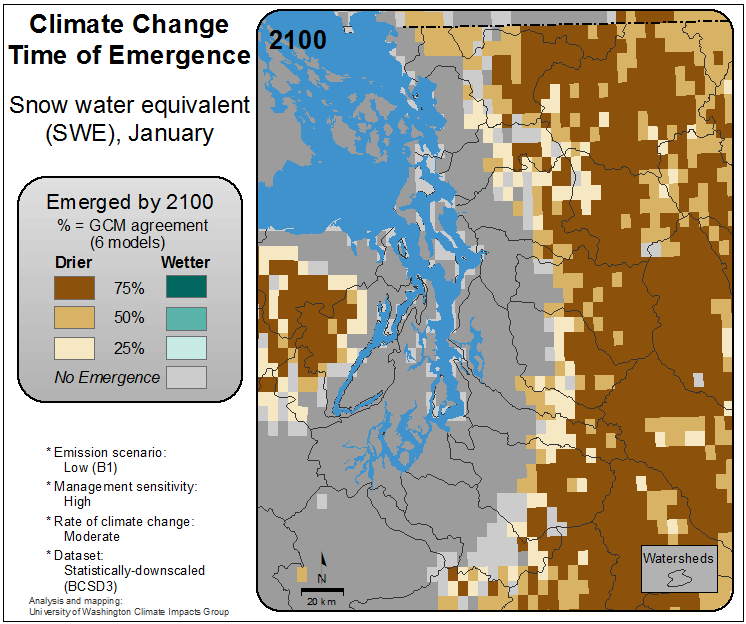 Climate Change
Time of Emergence
Snow water equivalent
(SWE), January
Emerged by 2100
% = GCM agreement
(6 models)
Drier Wetter
75%
50%
25%
No Emergence
* Emission scenario:
Low (B1)
* Management sensitivity:
High
* Rate of climate change:
Moderate
* Dataset:
Statistically-downscaled
(BCSD3)
Analysis and mapping:
University of Washington Climate Impacts Group
2100
N
20 km
Watersheds